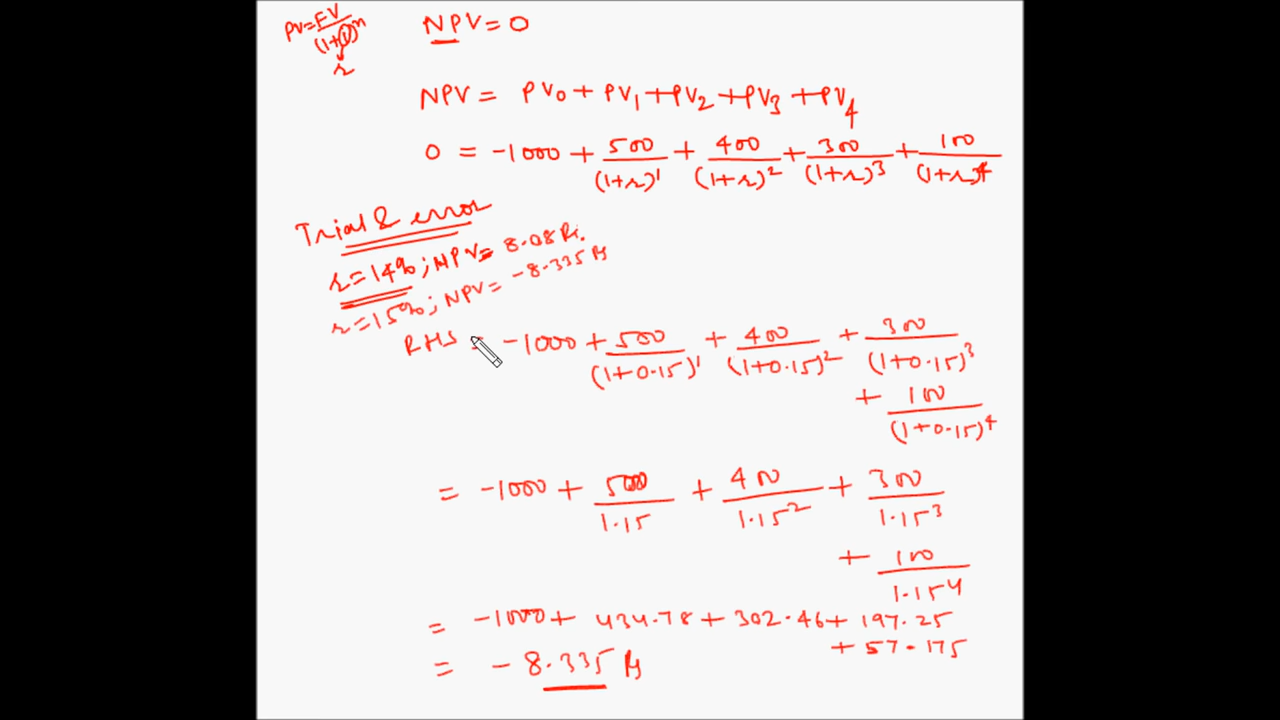 PV = FV/(1+i)^n
r
NPV = 0
NPV = PV₀ + PV₁ + PV₂ + PV₃ + PV₄
0 = -1000 + 500/(1+r)^1 + 400/(1+r)^2 + 300/(1+r)^3 + 100/(1+r)^4
Trial & error
r = 14%; NPV = 8.08 Rs.
r = 15%; NPV = -8.335 Rs
RHS = -1000 + 500/(1+0.15)^1 + 400/(1+0.15)^2 + 300/(1+0.15)^3
+ 100/(1+0.15)^4
= -1000 + 500/1.15 + 400/1.15^2 + 300/1.15^3
+ 100/1.15^4
= -1000 + 434.78 + 302.46 + 197.25
+ 57.175
= -8.335 Rs